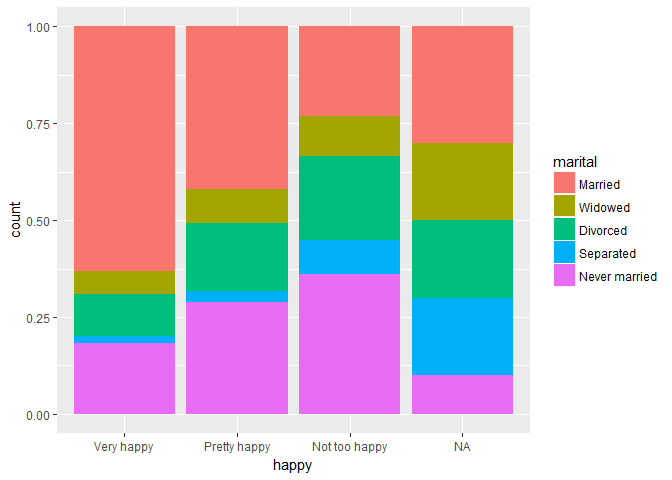 1.00
0.75
0.50
0.25
0.00
count
Very happy
Pretty happy
Not too happy
NA
happy
marital
Married
Widowed
Divorced
Separated
Never married